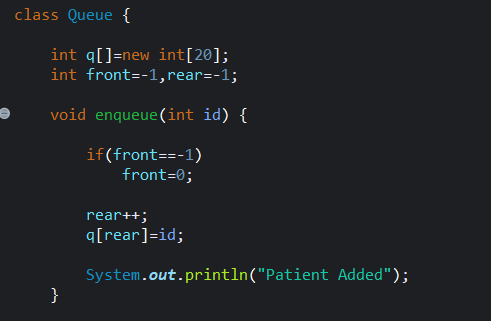 class Queue {
int q[]=new int[20];
int front=-1,rear=-1;
void enqueue(int id) {
if(front==-1)
front=0;
rear++;
q[rear]=id;
System.out.println("Patient Added");
}